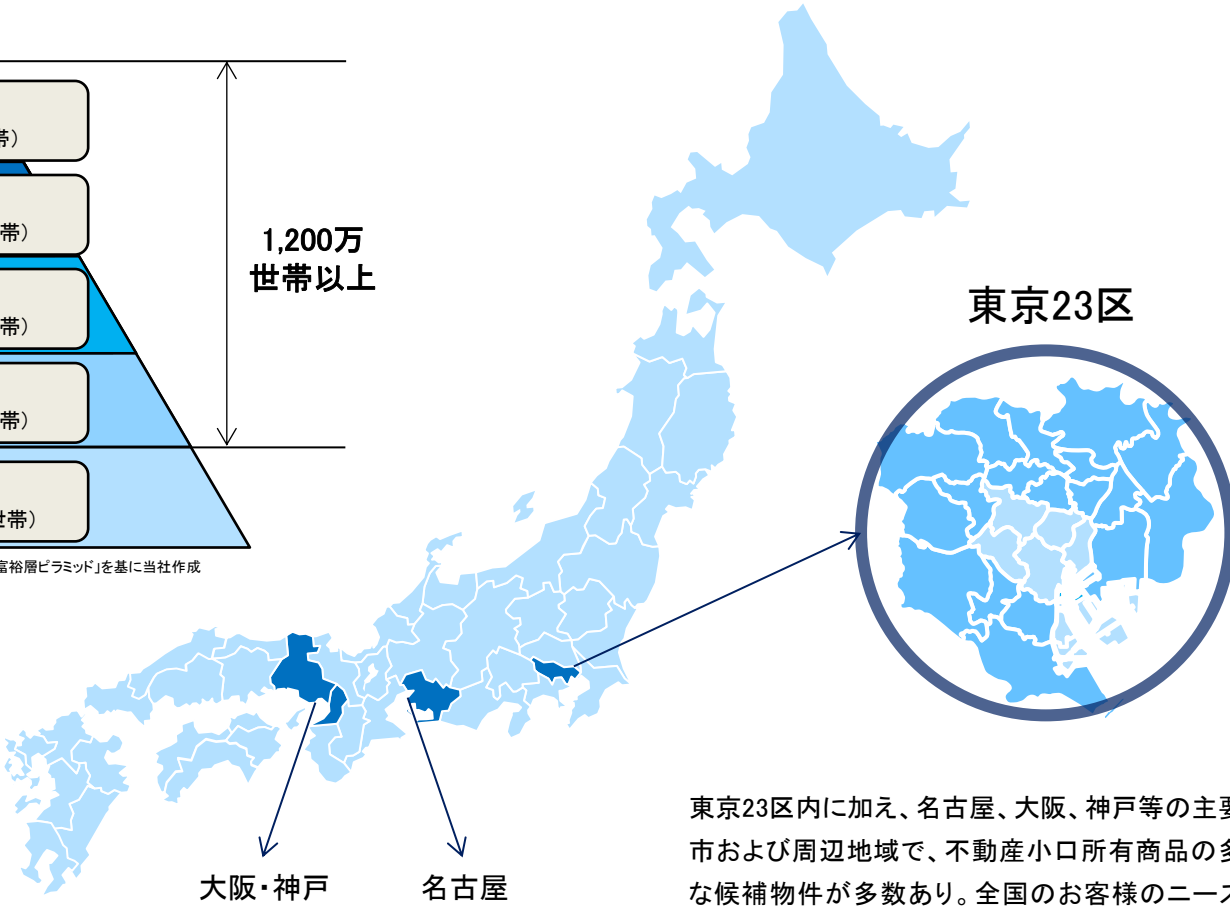 帯）
帯）
帯）
帯）
世帯）
1,200万
世帯以上
富裕層ピラミッド」を基に当社作成
東京23区
大阪・神戸
名古屋
東京23区内に加え、名古屋、大阪、神戸等の主要
市および周辺地域で、不動産小口所有商品の多
な候補物件が多数あり。全国のお客様のニーズ